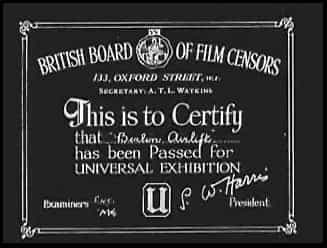 BRITISH BOARD OF FILM CENSORS
133, OXFORD STREET, W.1.
SECRETARY: A. T. L. WATKINS
This is to Certify
that Berlin Airlift
has been Passed for
UNIVERSAL EXHIBITION
U
S. W. Harris
Examiners
President.